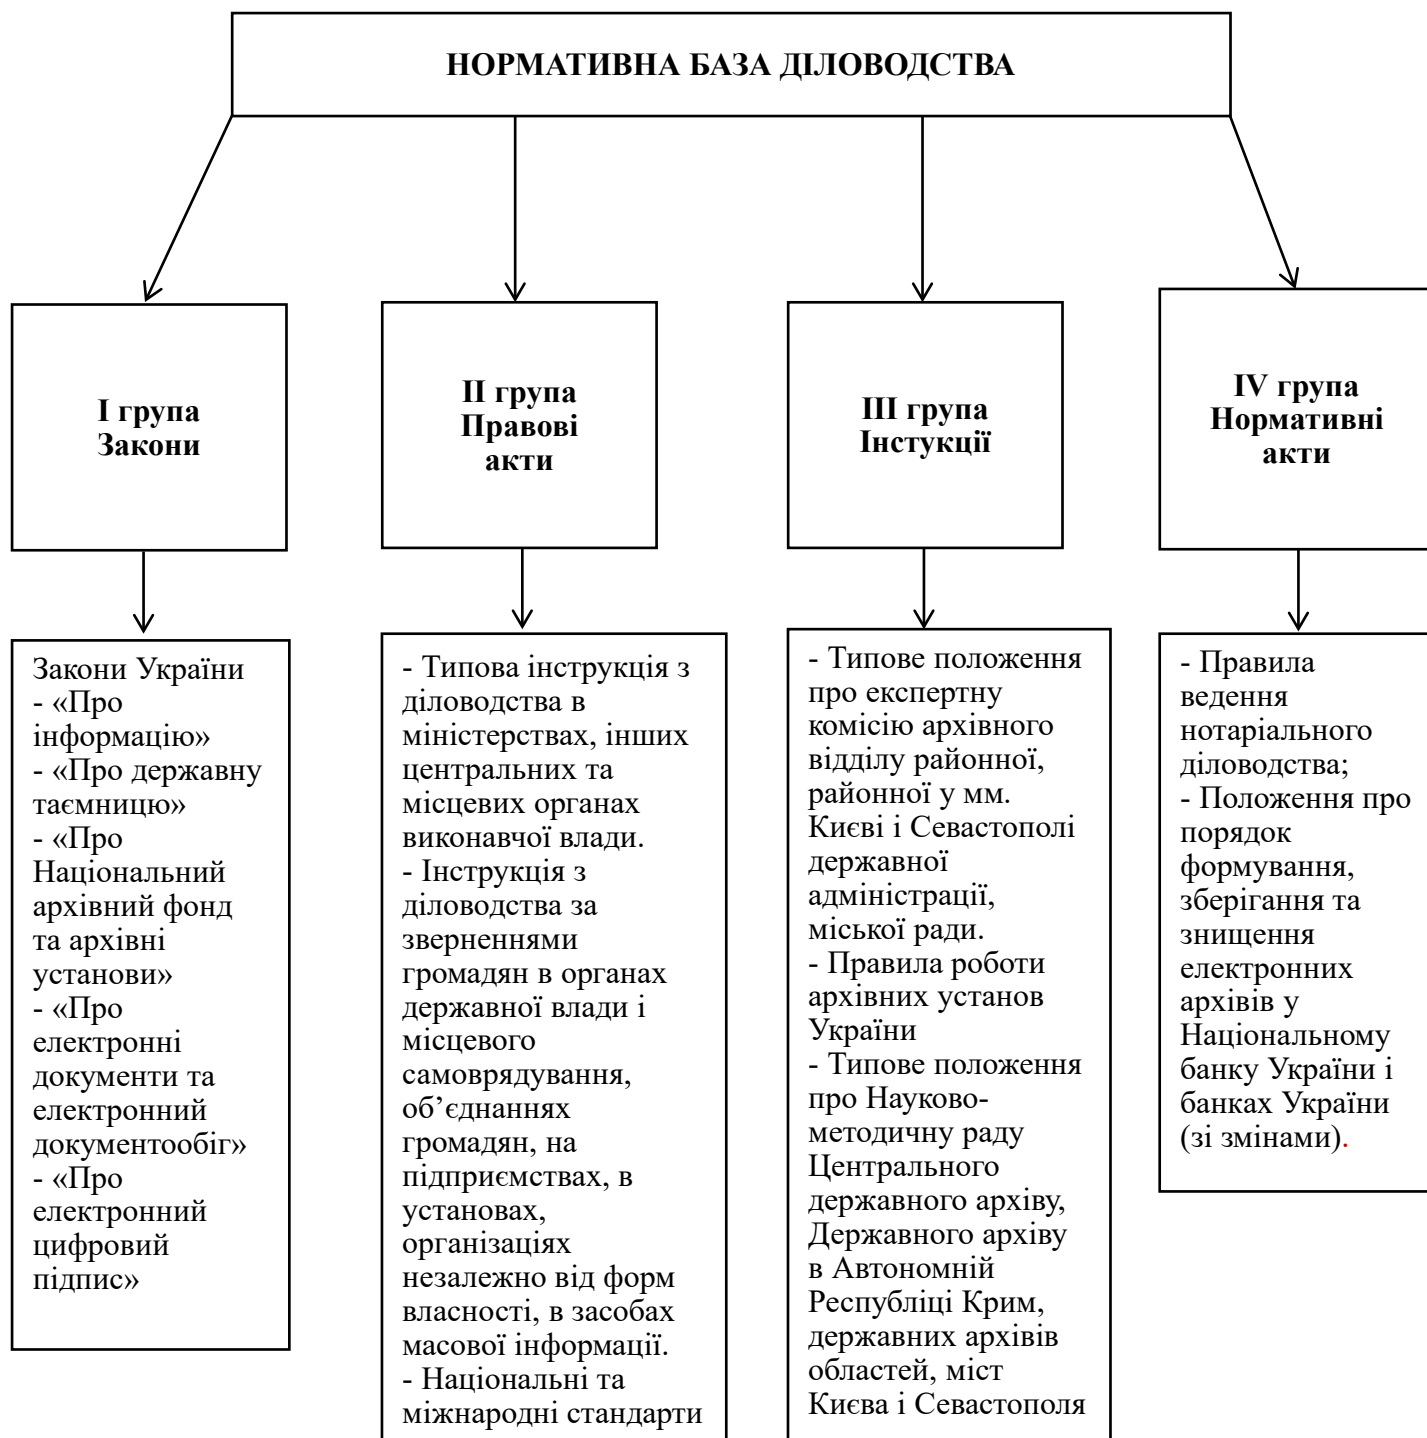 НОРМАТИВНА БАЗА ДІЛОВОДСТВА
І група
Закони
ІІ група
Правові
акти
ІІІ група
Інстукції
IV група
Нормативні
акти
Закони України
- «Про
інформацію»
- «Про державну
таємницю»
- «Про
Національний
архівний фонд
та архівні
установи»
- «Про
електронні
документи та
електронний
документообіг»
- «Про
електронний
цифровий
підпис»
- Типова інструкція з
діловодства в
міністерствах, інших
центральних та
місцевих органах
виконавчої влади.
- Інструкція з
діловодства за
зверненнями
громадян в органах
державної влади і
місцевого
самоврядування,
об’єднаннях
громадян, на
підприємствах, в
установах,
організаціях
незалежно від форм
власності, в засобах
масової інформації.
- Національні та
міжнародні стандарти
- Типове положення
про експертну
комісію архівного
відділу районної,
районної у мм.
Києві і Севастополі
державної
адміністрації,
міської ради.
- Правила роботи
архівних установ
України
- Типове положення
про Науково-
методичну раду
Центрального
державного архіву,
Державного архіву
в Автономній
Республіці Крим,
державних архівів
областей, міст
Києва і Севастополя
- Правила
ведення
нотаріального
діловодства;
- Положення про
порядок
формування,
зберігання та
знищення
електронних
архівів у
Національному
банку України і
банках України
(зі змінами).